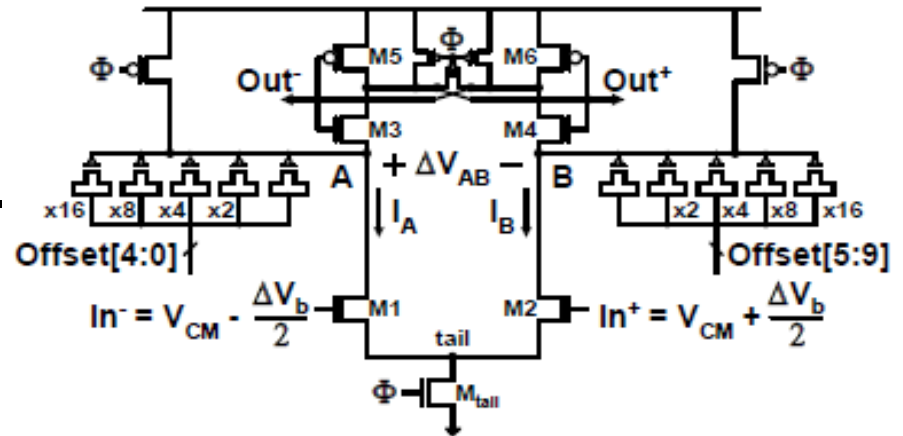 Φ
Φ M5 M6 Φ
Out⁻ Out⁺
M3 M4
A + ΔV_AB − B
x16 x8 x4 x2 I_A I_B x2 x4 x8 x16
Offset[4:0] Offset[5:9]
In⁻ = V_CM - ΔV_b/2 M1 M2 In⁺ = V_CM + ΔV_b/2
tail
Φ M_tail